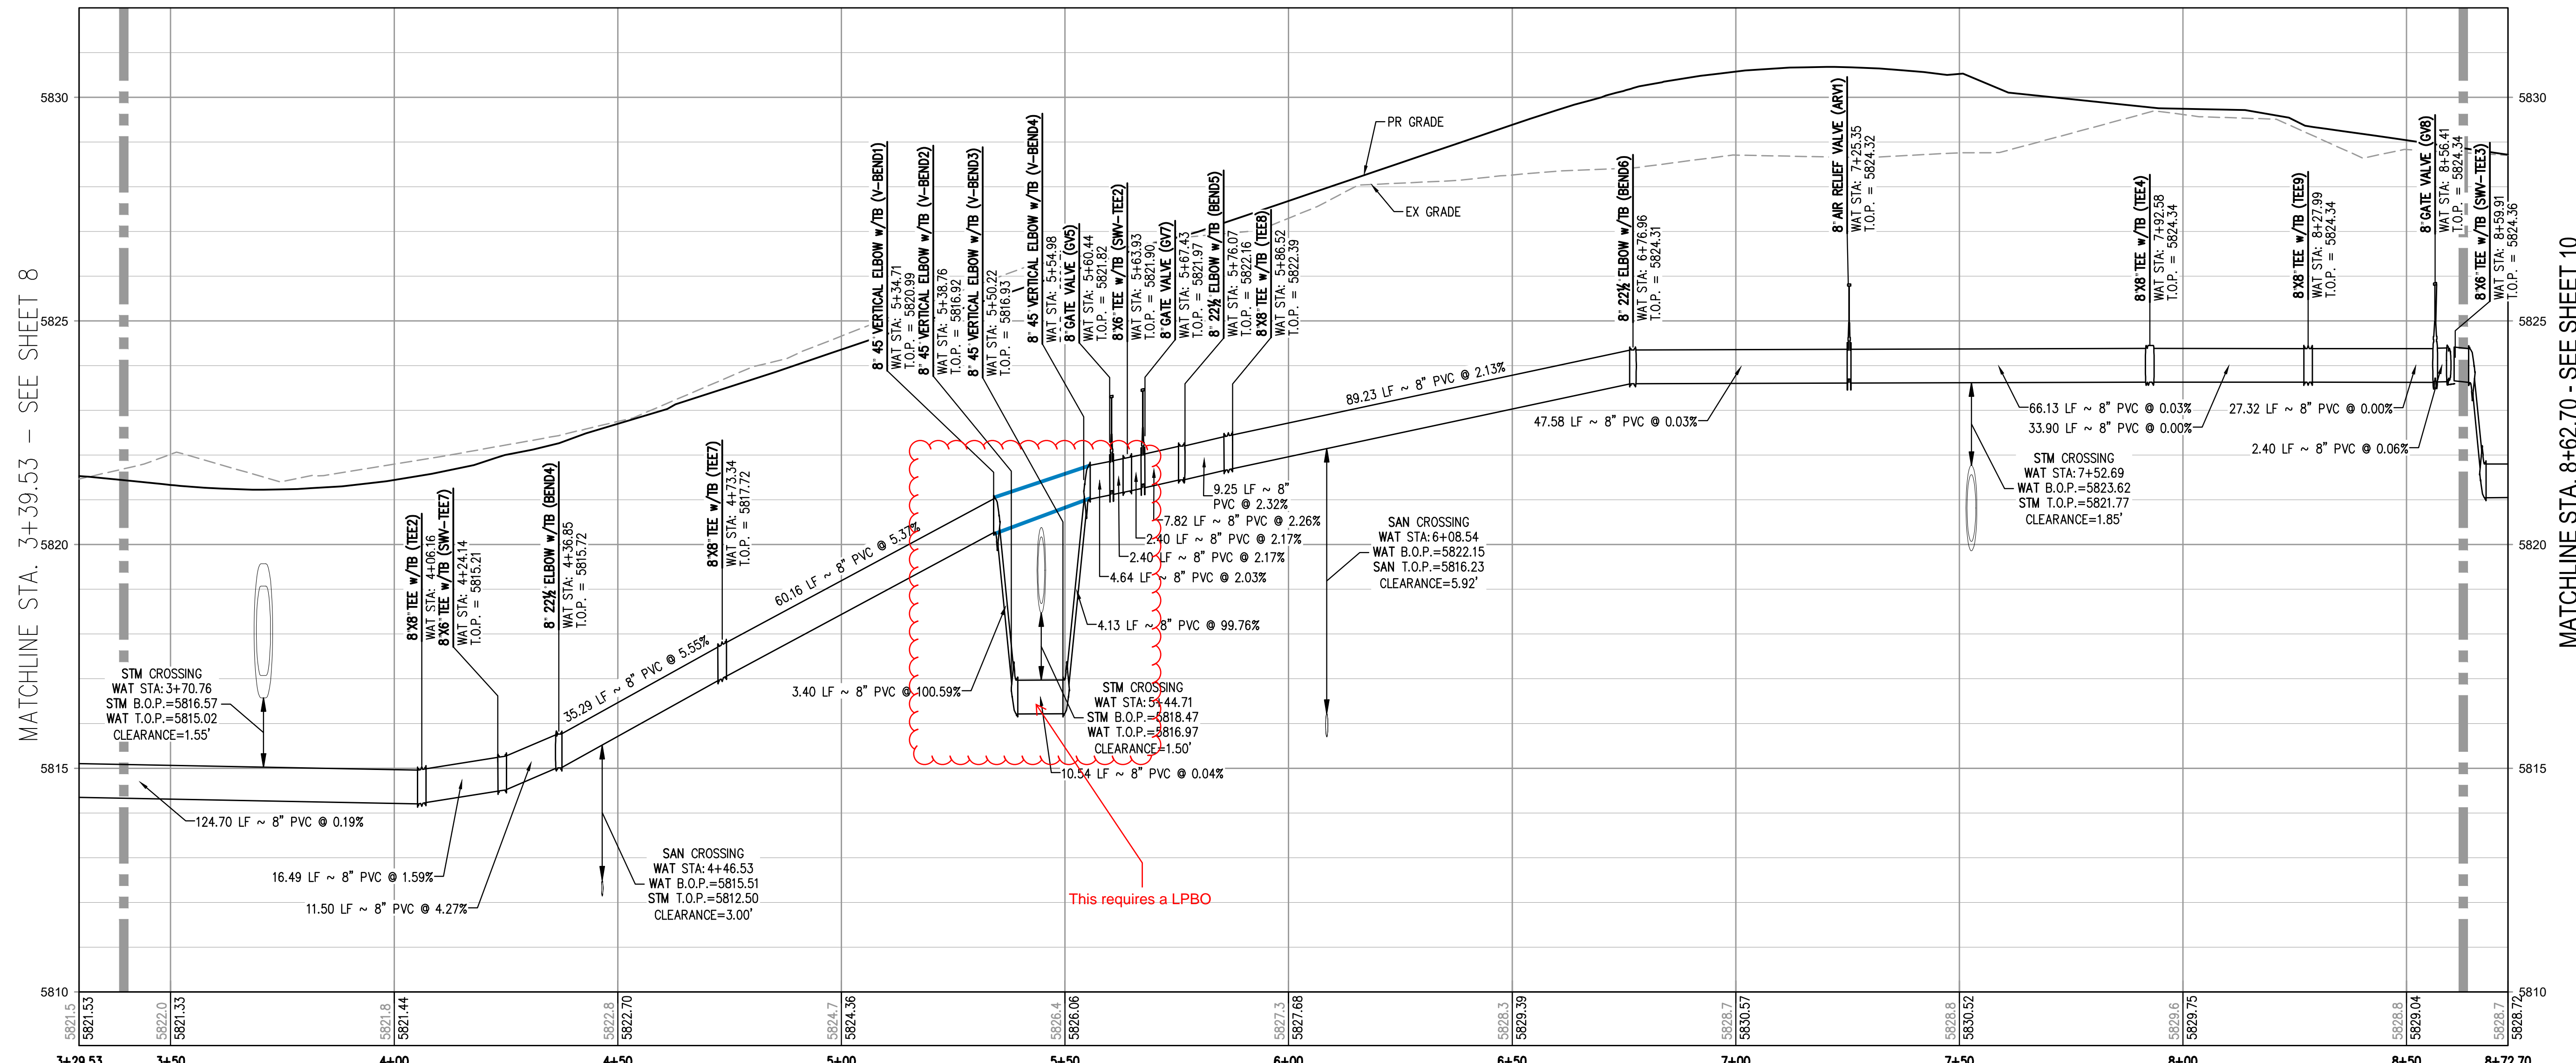 MATCHLINE STA. 3+39.53 - SEE SHEET 8
5830
5825
5820
5815
5810
STM CROSSING
WAT STA:3+70.76
STM B.O.P.=5816.57
WAT T.O.P.=5815.02
CLEARANCE=1.55'
124.70 LF ~ 8" PVC @ 0.19%
16.49 LF ~ 8" PVC @ 1.59%
11.50 LF ~ 8" PVC @ 4.27%
8"X8" TEE w/TB (TEE2)
WAT STA: 4+06.16
8"X6" TEE w/TB (SWV-TEE7)
WAT STA: 4+24.14
T.O.P. = 5815.21
8" 22½° ELBOW w/TB (BEND4)
WAT STA: 4+36.85
T.O.P. = 5815.72
35.29 LF ~ 8" PVC @ 5.55%
SAN CROSSING
WAT STA:4+46.53
WAT B.O.P.=5815.51
STM T.O.P.=5812.50
CLEARANCE=3.00'
8"X8" TEE w/TB (TEE7)
WAT STA: 4+73.34
T.O.P. = 5817.72
60.16 LF ~ 8" PVC @ 5.37%
8" 45° VERTICAL ELBOW w/TB (V-BEND1)
WAT STA: 5+34.71
T.O.P. = 5820.99
8" 45° VERTICAL ELBOW w/TB (V-BEND2)
WAT STA: 5+38.76
T.O.P. = 5816.92
8" 45° VERTICAL ELBOW w/TB (V-BEND3)
WAT STA: 5+50.22
T.O.P. = 5816.93
8" 45° VERTICAL ELBOW w/TB (V-BEND4)
WAT STA: 5+54.98
8" GATE VALVE (GV5)
WAT STA: 5+60.44
T.O.P. = 5821.82
8"X6" TEE w/TB (SWV-TEE2)
WAT STA: 5+63.93
T.O.P. = 5821.90
8" GATE VALVE (GV7)
WAT STA: 5+67.43
T.O.P. = 5821.97
8" 22½° ELBOW w/TB (BEND5)
WAT STA: 5+76.07
T.O.P. = 5822.16
8"X8" TEE w/TB (TEE8)
WAT STA: 5+86.52
T.O.P. = 5822.39
3.40 LF ~ 8" PVC @ 100.59%
9.25 LF ~ 8"
PVC @ 2.32%
7.82 LF ~ 8" PVC @ 2.26%
2.40 LF ~ 8" PVC @ 2.17%
2.40 LF ~ 8" PVC @ 2.17%
4.64 LF ~ 8" PVC @ 2.03%
4.13 LF ~ 8" PVC @ 99.76%
STM CROSSING
WAT STA: 5+44.71
STM B.O.P.=5818.47
WAT T.O.P.=5816.97
CLEARANCE=1.50'
10.54 LF ~ 8" PVC @ 0.04%
This requires a LPBO
PR GRADE
EX GRADE
89.23 LF ~ 8" PVC @ 2.13%
SAN CROSSING
WAT STA:6+08.54
WAT B.O.P.=5822.15
SAN T.O.P.=5816.23
CLEARANCE=5.92'
8" 22½° ELBOW w/TB (BEND6)
WAT STA: 6+76.96
T.O.P. = 5824.31
47.58 LF ~ 8" PVC @ 0.03%
8" AIR RELIEF VALVE (ARV1)
WAT STA: 7+25.35
T.O.P. = 5824.32
66.13 LF ~ 8" PVC @ 0.03%
33.90 LF ~ 8" PVC @ 0.00%
STM CROSSING
WAT STA:7+52.69
WAT B.O.P.=5823.62
STM T.O.P.=5821.77
CLEARANCE=1.85'
8"X8" TEE w/TB (TEE4)
WAT STA: 7+92.58
T.O.P. = 5824.34
8"X8" TEE w/TB (TEE9)
WAT STA: 8+27.99
T.O.P. = 5824.34
27.32 LF ~ 8" PVC @ 0.00%
2.40 LF ~ 8" PVC @ 0.06%
8" GATE VALVE (GV8)
WAT STA: 8+56.41
T.O.P. = 5824.34
8"X6" TEE w/TB (SWV-TEE3)
WAT STA: 8+59.91
T.O.P. = 5824.36
5830
5825
5820
5815
5810
MATCHLINE STA. 8+62.70 - SEE SHEET 10
5821.5
5821.53
5822.0
5821.33
5821.8
5821.44
5822.8
5822.70
5824.7
5824.36
5826.4
5826.06
5827.3
5827.68
5828.3
5829.39
5828.7
5830.57
5828.8
5830.52
5829.6
5829.75
5828.8
5829.04
5828.7
5828.72
3+29.53
3+50
4+00
4+50
5+00
5+50
6+00
6+50
7+00
7+50
8+00
8+50
8+72.70